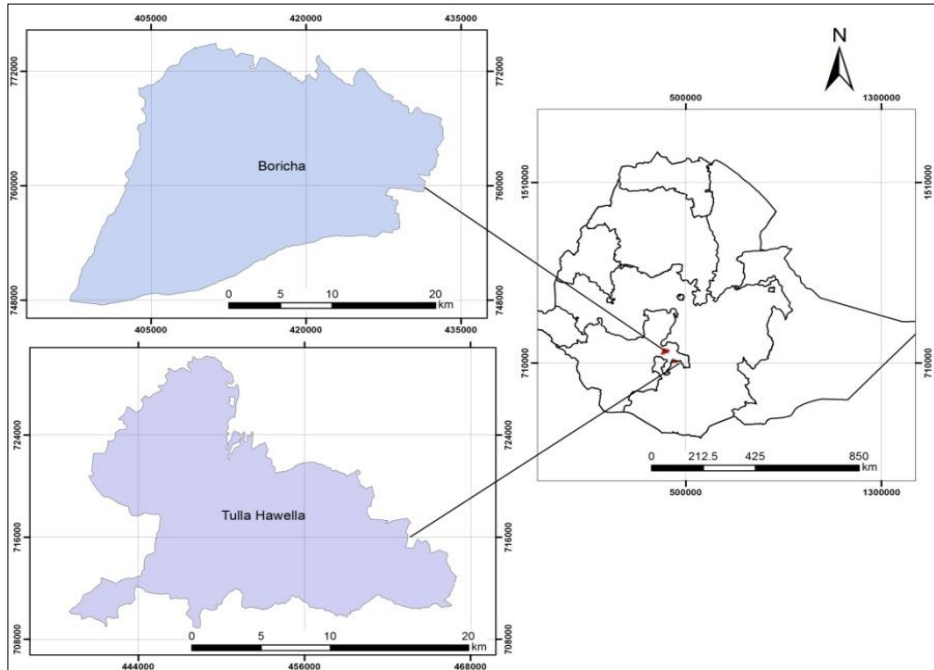 405000 420000 435000
772000 772000
Boricha
760000 760000
0 5 10 20
km
748000 748000
405000 420000 435000
724000 724000
Tulla Hawella
716000 716000
0 5 10 20
km
708000 708000
444000 456000 468000
N
500000 1300000
1510000 1510000
710000 710000
0 212.5 425 850
km
500000 1300000